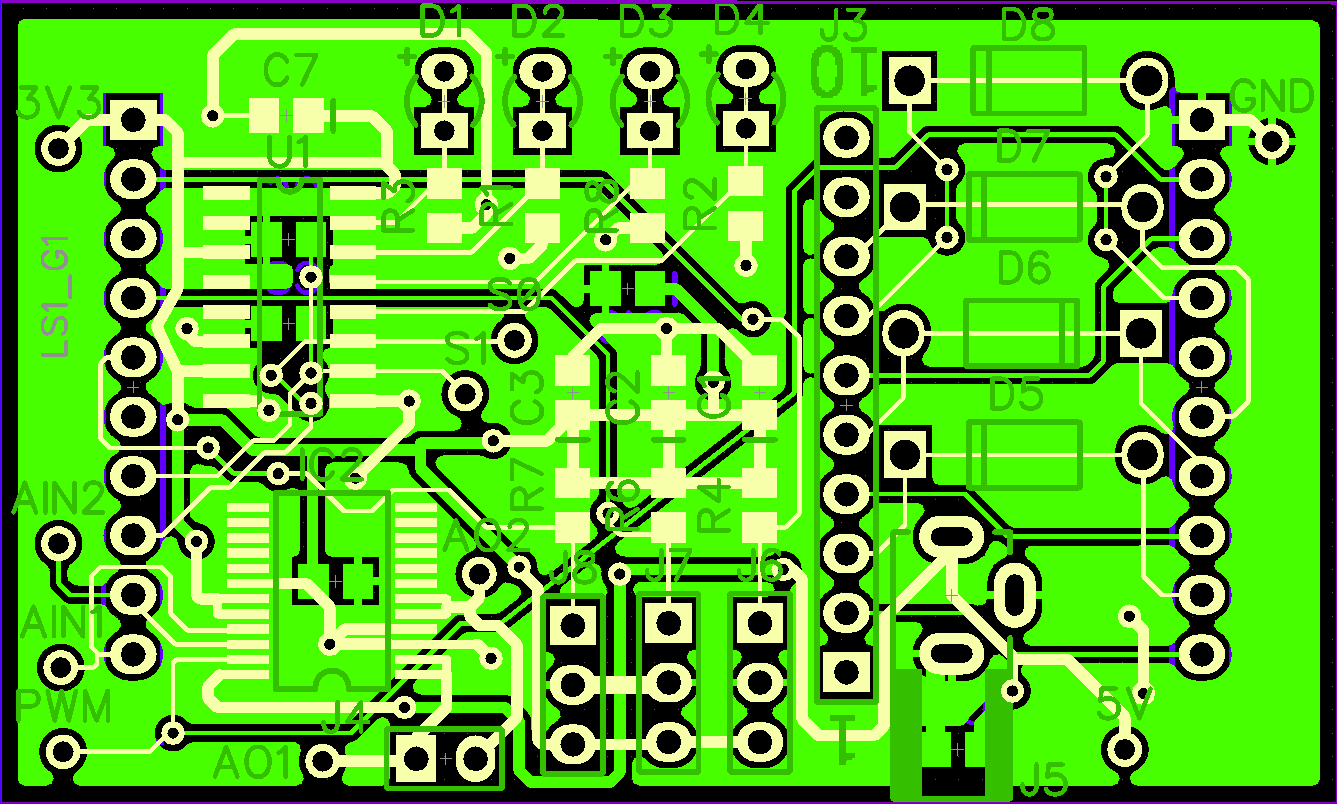 D1
D2
D3
D4
J3
D8
C7
10
3V3
GND
U1
D7
R3
R1
R8
R2
LS1_G1
S0
D6
S1
C3
C2
C1
D5
IC2
R7
R6
R4
AIN2
AO2
J8
J7
J6
AIN1
PWM
J4
1
5V
AO1
J5